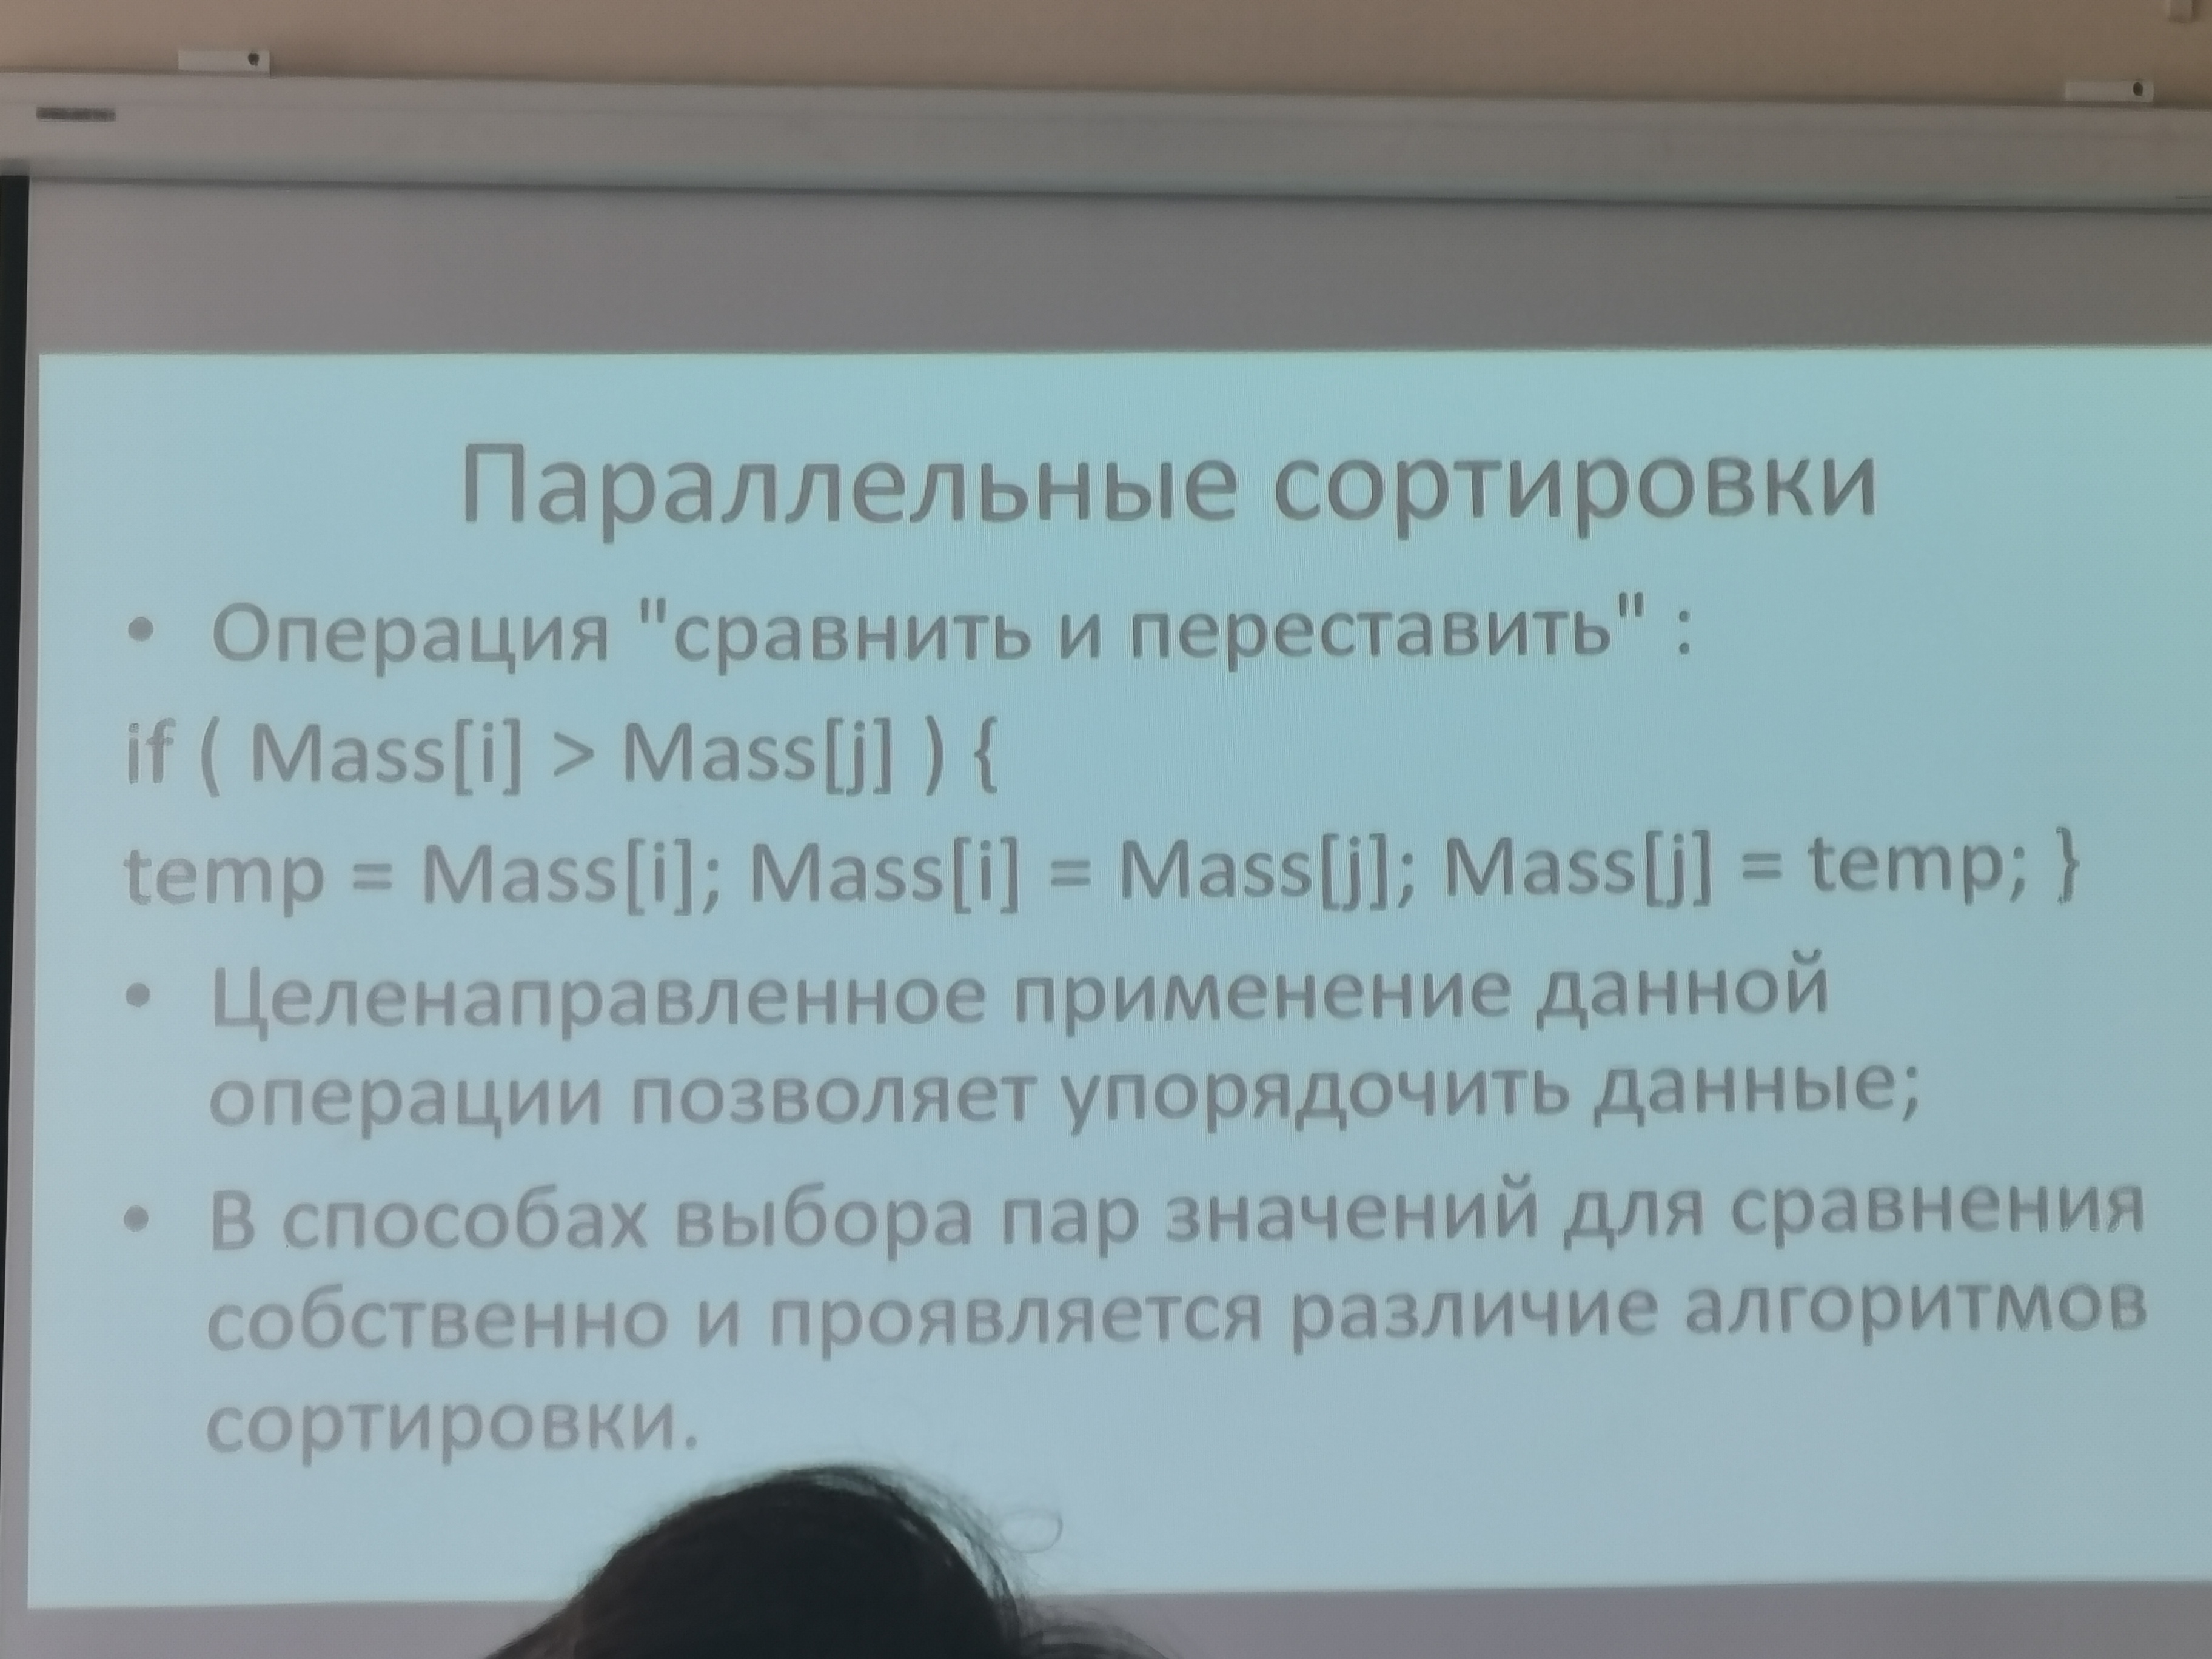 Параллельные сортировки
• Операция "сравнить и переставить" :
if ( Mass[i] > Mass[j] ) {
temp = Mass[i]; Mass[i] = Mass[j]; Mass[j] = temp; }
• Целенаправленное применение данной
операции позволяет упорядочить данные;
• В способах выбора пар значений для сравнения
собственно и проявляется различие алгоритмов
сортировки.